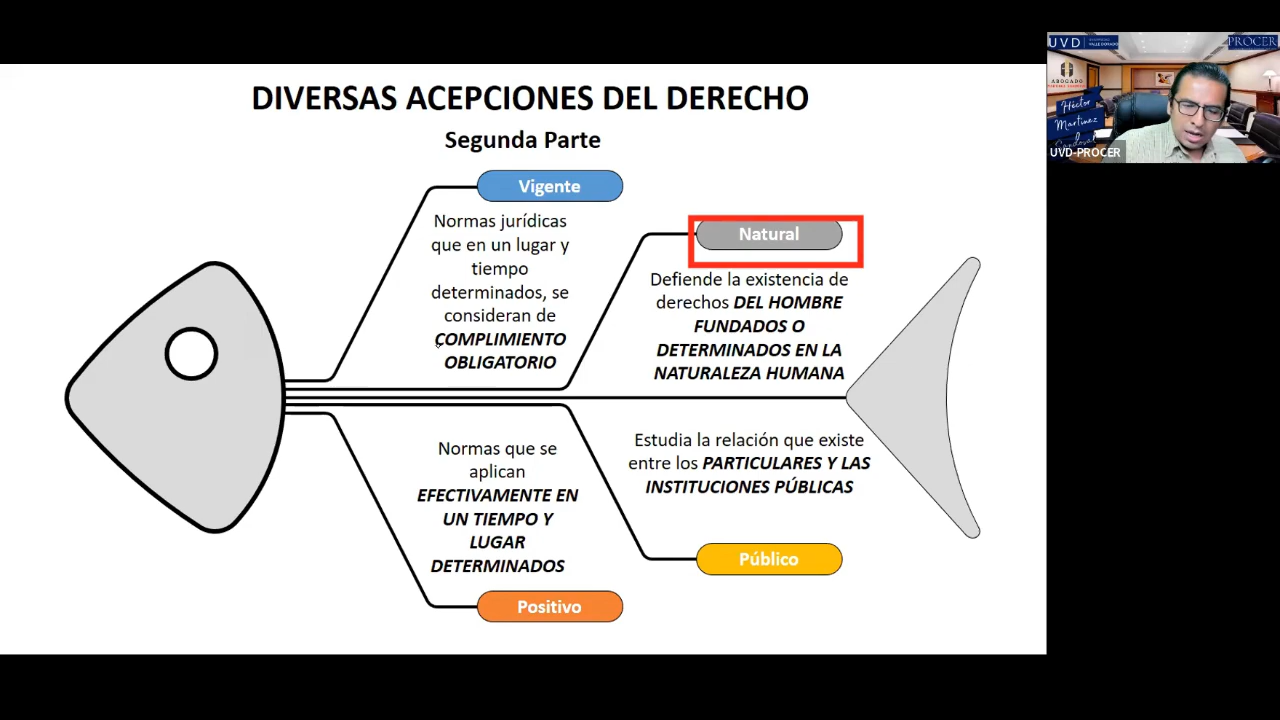 DIVERSAS ACEPCIONES DEL DERECHO
Segunda Parte
Vigente
Normas jurídicas
que en un lugar y
tiempo
determinados, se
consideran de
COMPLIMIENTO
OBLIGATORIO
Natural
Defiende la existencia de
derechos DEL HOMBRE
FUNDADOS O
DETERMINADOS EN LA
NATURALEZA HUMANA
Normas que se
aplican
EFECTIVAMENTE EN
UN TIEMPO Y
LUGAR
DETERMINADOS
Positivo
Estudia la relación que existe
entre los PARTICULARES Y LAS
INSTITUCIONES PÚBLICAS
Público
UVD
PROCER
ABOGADO
Héctor
Martínez
UVD-PROCER